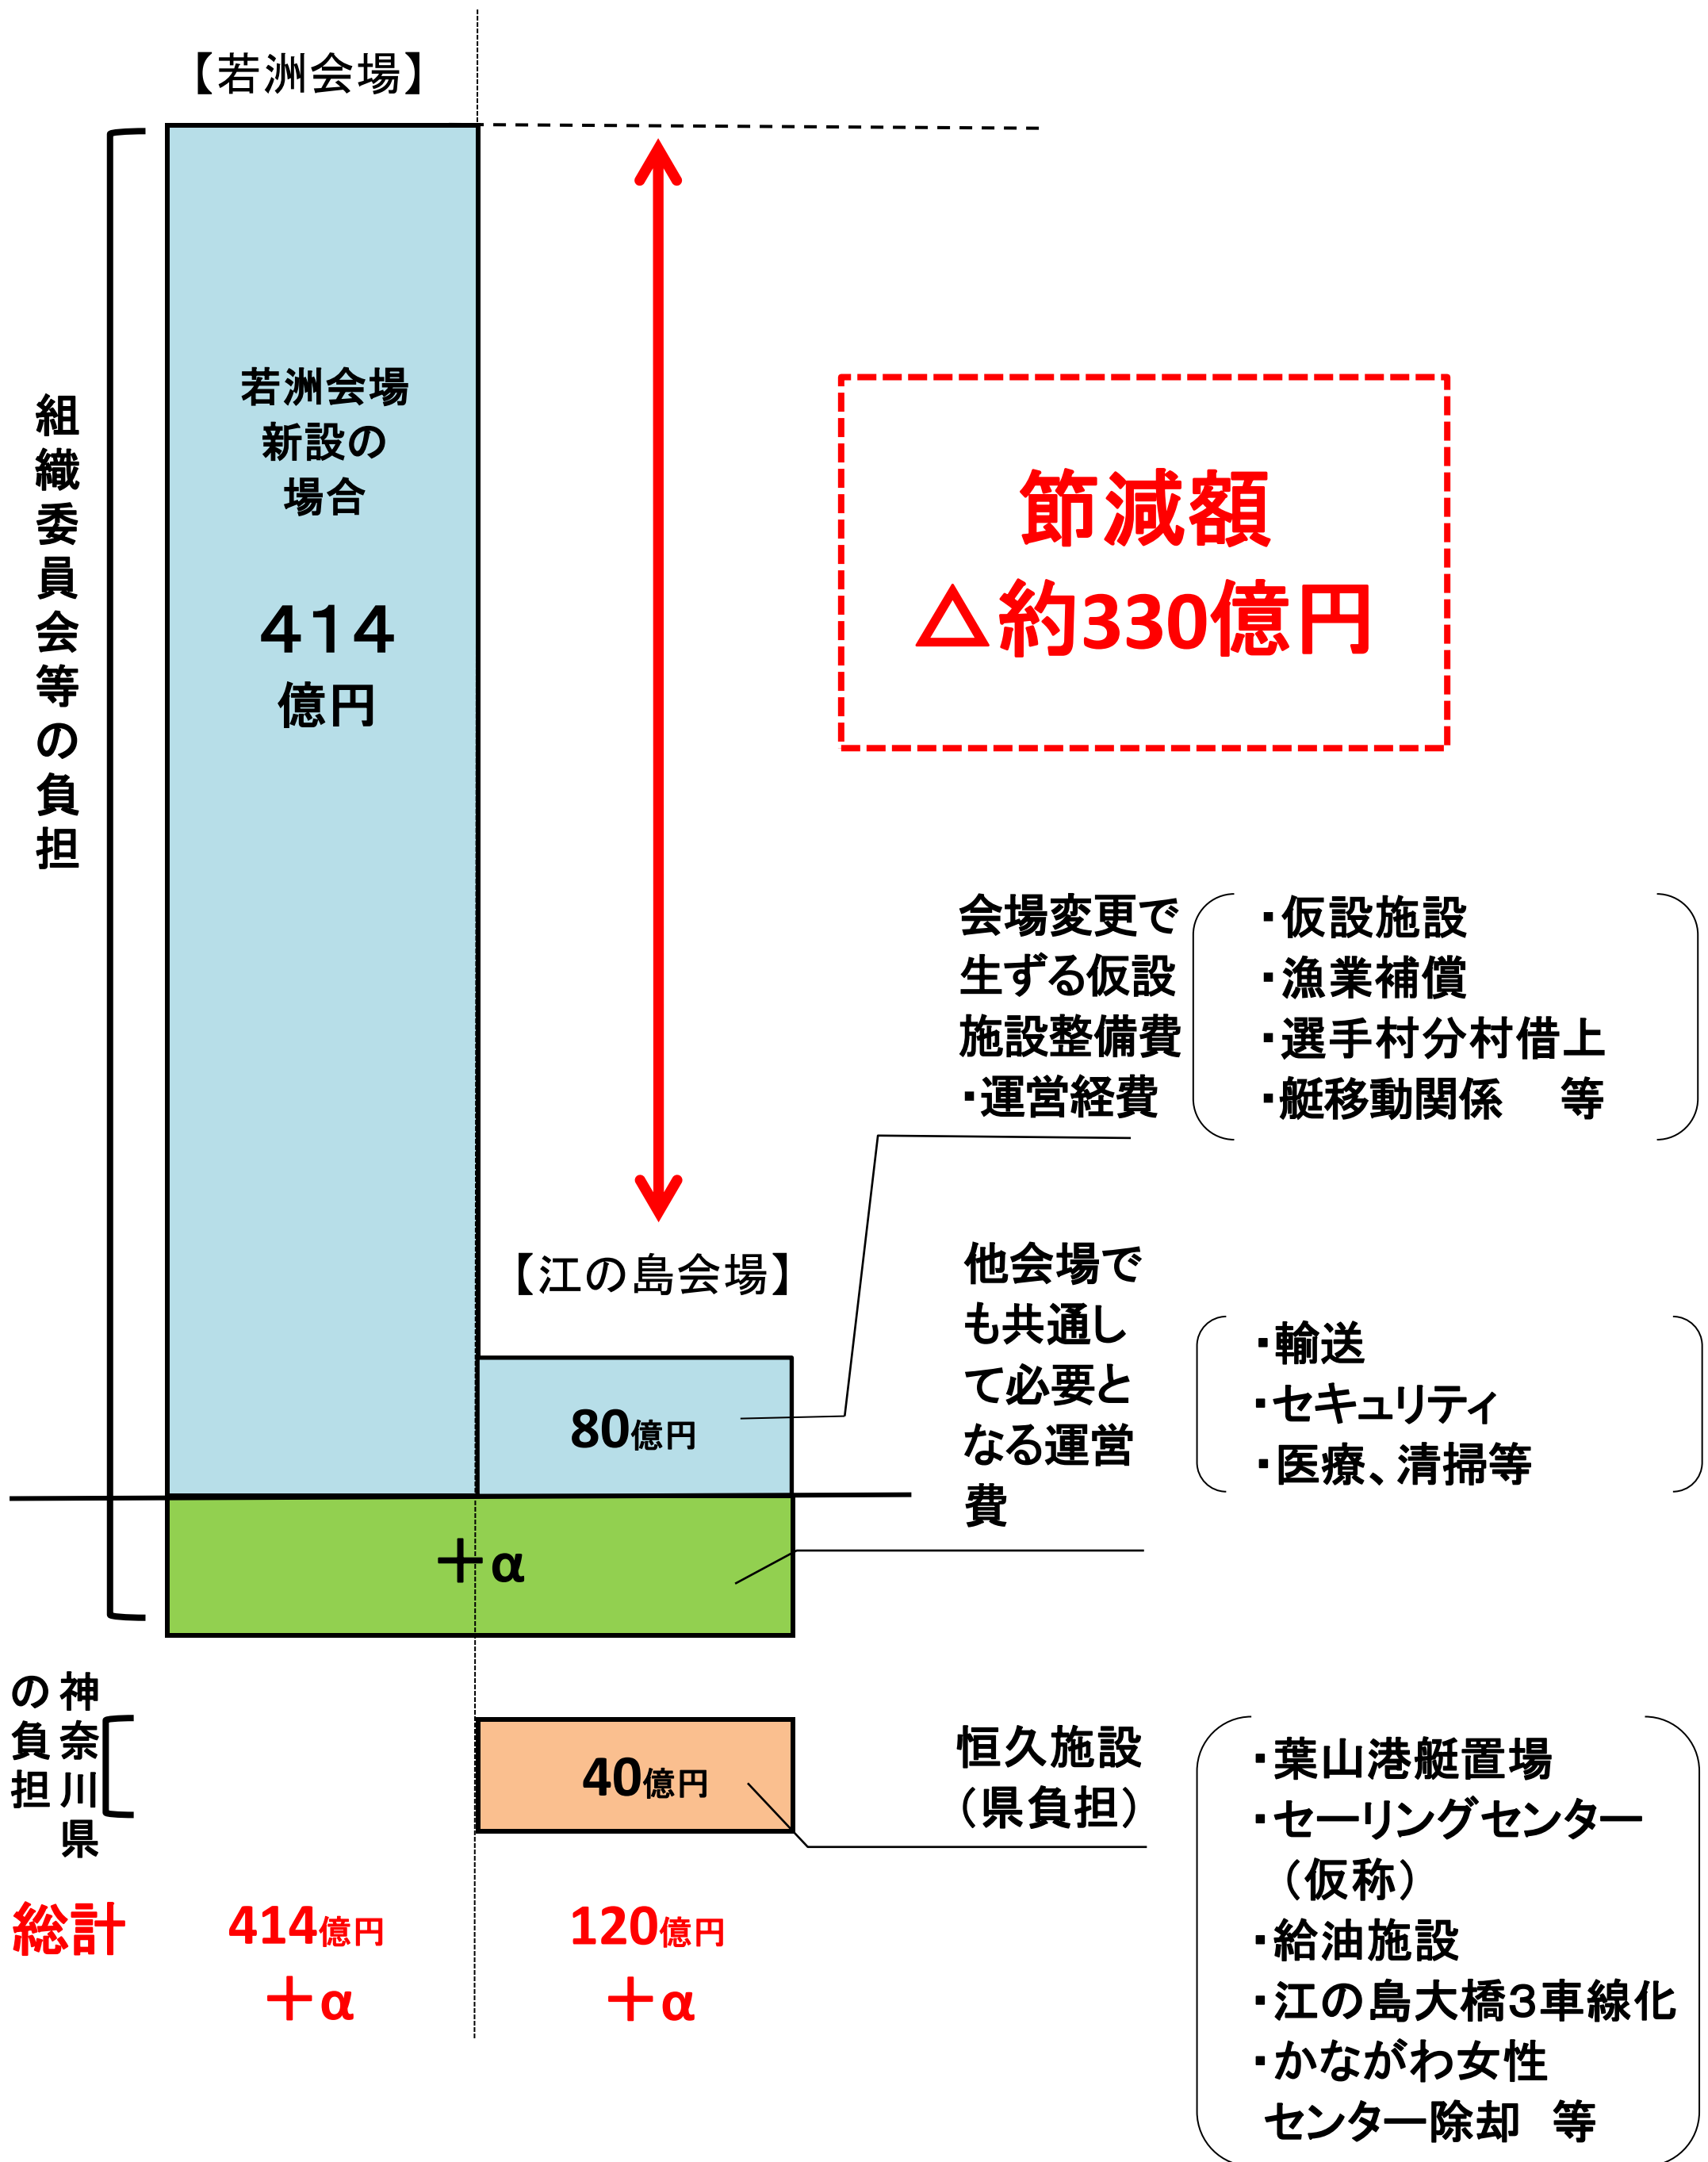 【若洲会場】
組織委員会等の負担
若洲会場
新設の
場合
414
億円
節減額
△約330億円
会場変更で
生ずる仮設
施設整備費
・運営経費
・仮設施設
・漁業補償
・選手村分村借上
・艇移動関係　等
【江の島会場】
80億円
他会場で
も共通し
て必要と
なる運営
費
・輸送
・セキュリティ
・医療、清掃等
＋α
神奈川県
の負担
40億円
恒久施設
（県負担）
・葉山港艇置場
・セーリングセンター
（仮称）
・給油施設
・江の島大橋３車線化
・かながわ女性
センター除却　等
総計
414億円
＋α
120億円
＋α